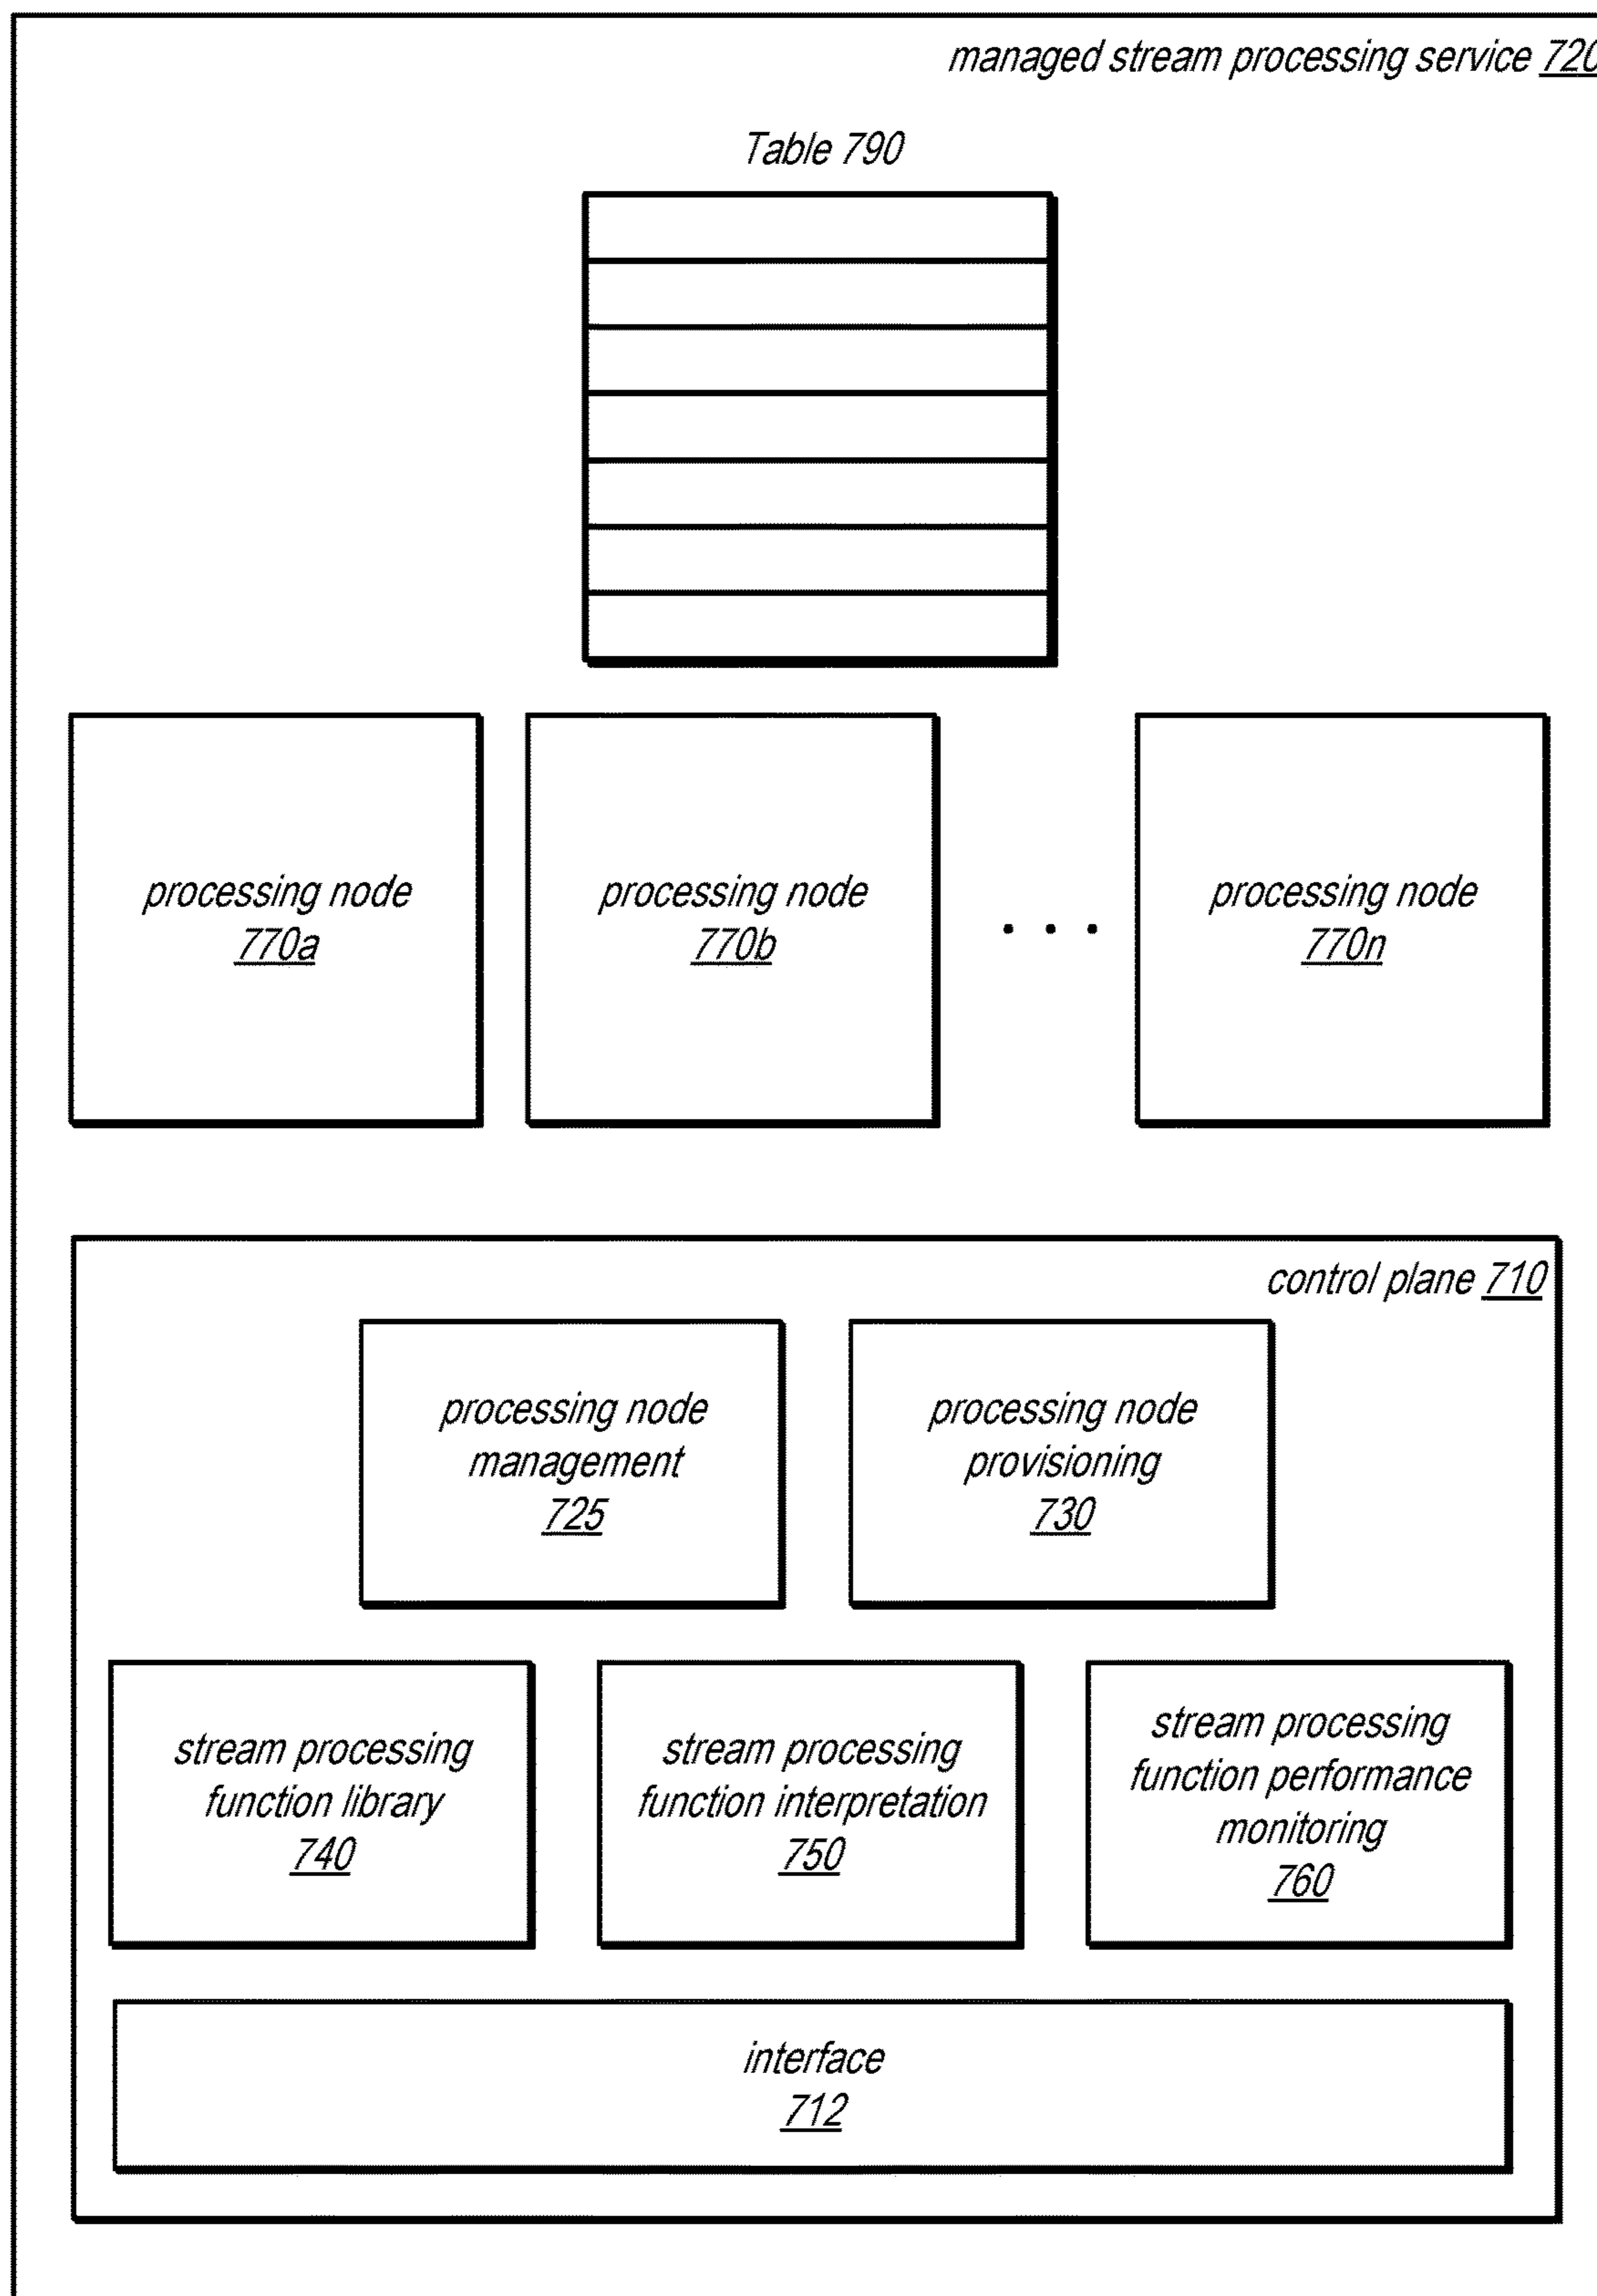 managed stream processing service 720
Table 790
processing node
770a
processing node
770b
. . .
processing node
770n
control plane 710
processing node
management
725
processing node
provisioning
730
stream processing
function library
740
stream processing
function interpretation
750
stream processing
function performance
monitoring
760
interface
712